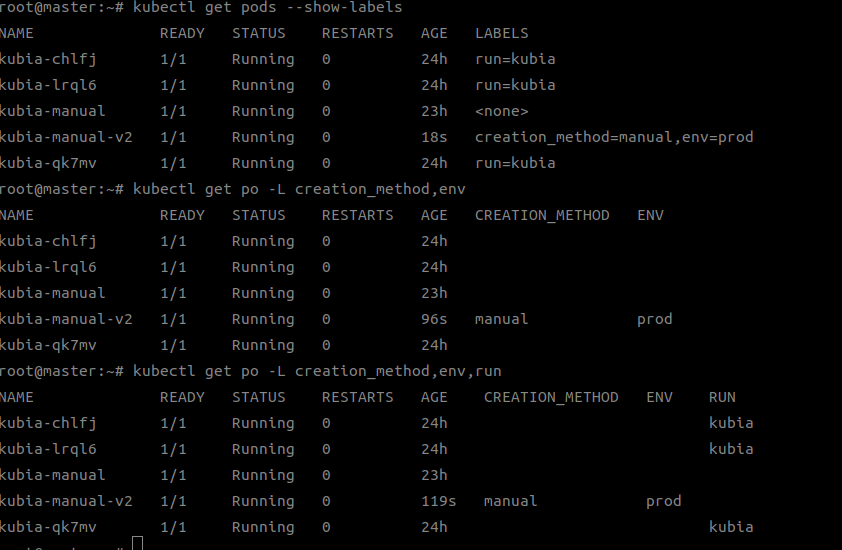 root@master:~# kubectl get pods --show-labels
NAME READY STATUS RESTARTS AGE LABELS
kubia-chlfj 1/1 Running 0 24h run=kubia
kubia-lrql6 1/1 Running 0 24h run=kubia
kubia-manual 1/1 Running 0 23h <none>
kubia-manual-v2 1/1 Running 0 18s creation_method=manual,env=prod
kubia-qk7mv 1/1 Running 0 24h run=kubia
root@master:~# kubectl get po -L creation_method,env
NAME READY STATUS RESTARTS AGE CREATION_METHOD ENV
kubia-chlfj 1/1 Running 0 24h
kubia-lrql6 1/1 Running 0 24h
kubia-manual 1/1 Running 0 23h
kubia-manual-v2 1/1 Running 0 96s manual prod
kubia-qk7mv 1/1 Running 0 24h
root@master:~# kubectl get po -L creation_method,env,run
NAME READY STATUS RESTARTS AGE CREATION_METHOD ENV RUN
kubia-chlfj 1/1 Running 0 24h kubia
kubia-lrql6 1/1 Running 0 24h kubia
kubia-manual 1/1 Running 0 23h
kubia-manual-v2 1/1 Running 0 119s manual prod
kubia-qk7mv 1/1 Running 0 24h kubia